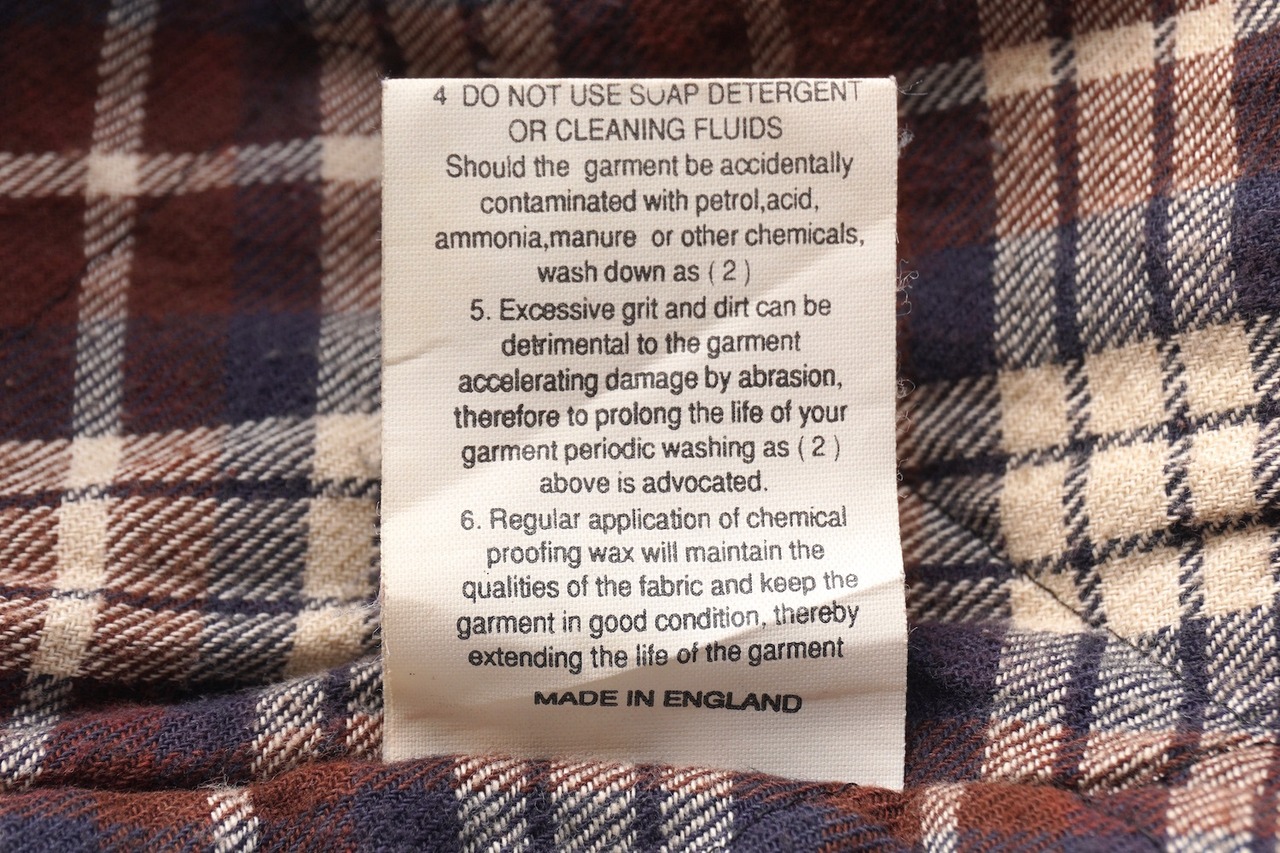 4 DO NOT USE SOAP DETERGENT
OR CLEANING FLUIDS
Should the garment be accidentally
contaminated with petrol,acid,
ammonia,manure or other chemicals,
wash down as ( 2 )
5. Excessive grit and dirt can be
detrimental to the garment
accelerating damage by abrasion,
therefore to prolong the life of your
garment periodic washing as ( 2 )
above is advocated.
6. Regular application of chemical
proofing wax will maintain the
qualities of the fabric and keep the
garment in good condition, thereby
extending the life of the garment
MADE IN ENGLAND